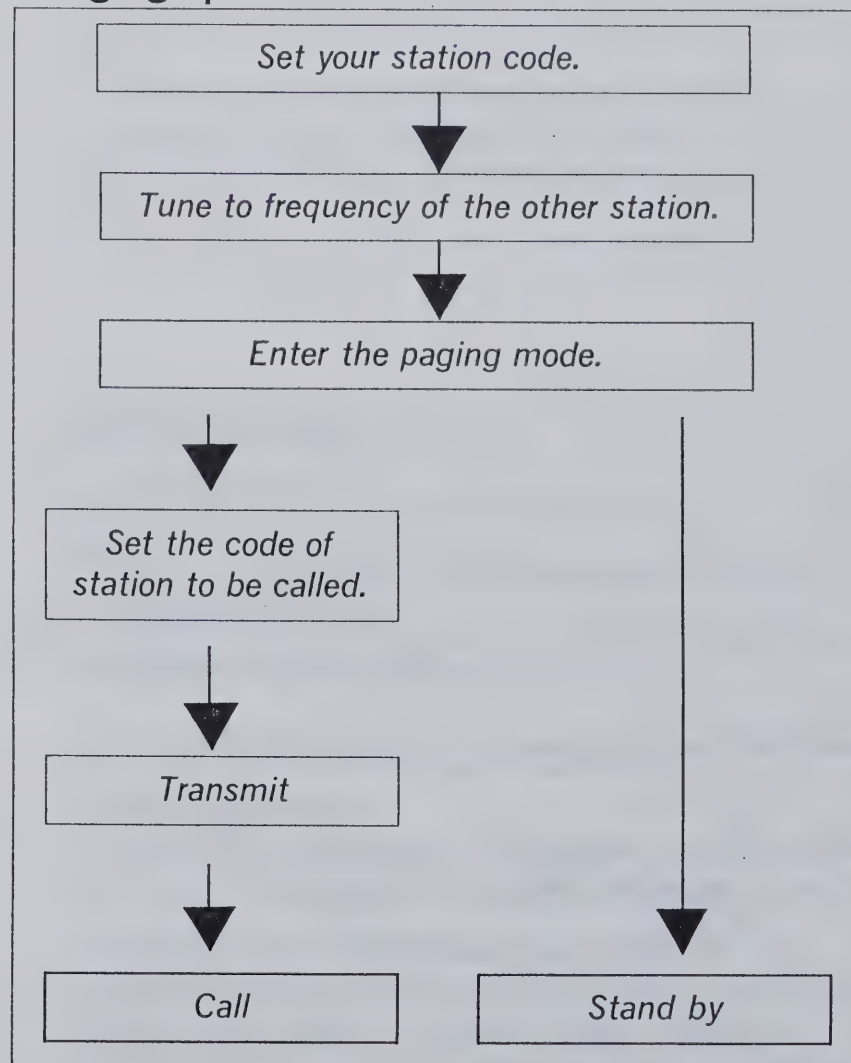 Set your station code.
Tune to frequency of the other station.
Enter the paging mode.
Set the code of
station to be called.
Transmit
Call
Stand by